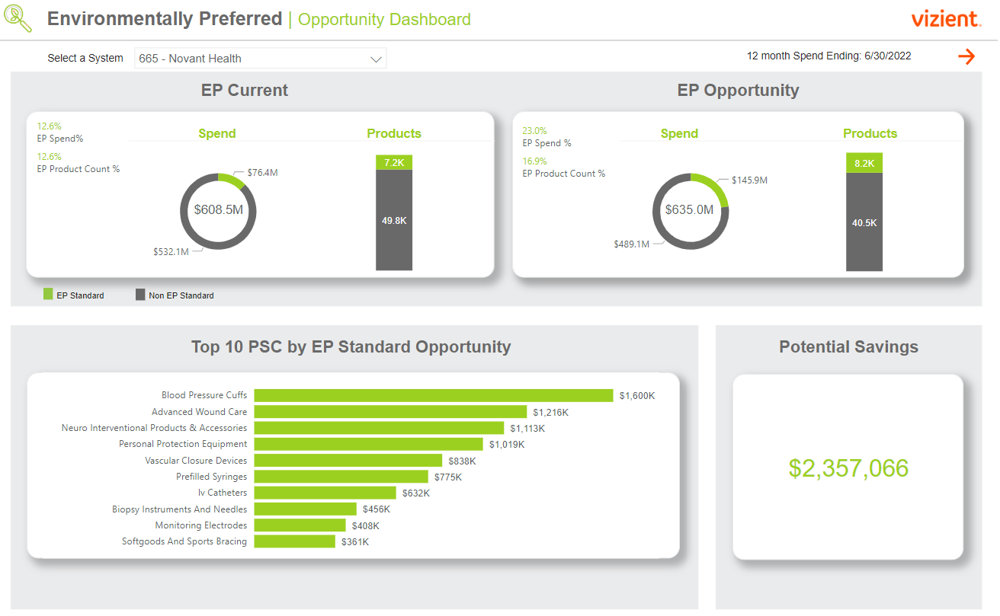 Environmentally Preferred | Opportunity Dashboard
vizient.
Select a System
665 - Novant Health
12 month Spend Ending: 6/30/2022
EP Current
12.6%
EP Spend%
12.6%
EP Product Count %
Spend
$76.4M
$608.5M
$532.1M
Products
7.2K
49.8K
EP Standard
Non EP Standard
EP Opportunity
23.0%
EP Spend %
16.9%
EP Product Count %
Spend
$145.9M
$635.0M
$489.1M
Products
8.2K
40.5K
Top 10 PSC by EP Standard Opportunity
Blood Pressure Cuffs $1,600K
Advanced Wound Care $1,216K
Neuro Interventional Products & Accessories $1,113K
Personal Protection Equipment $1,019K
Vascular Closure Devices $838K
Prefilled Syringes $775K
Iv Catheters $632K
Biopsy Instruments And Needles $456K
Monitoring Electrodes $408K
Softgoods And Sports Bracing $361K
Potential Savings
$2,357,066